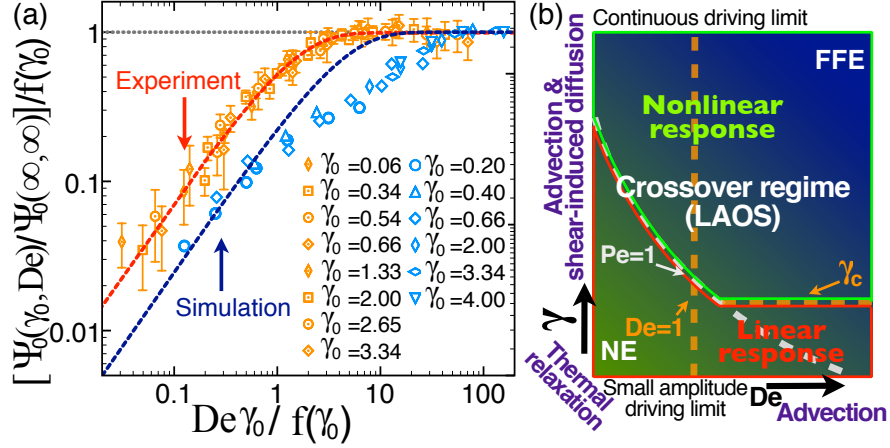 (a)
[Ψ₀(γ₀,De)/Ψ₀(∞,∞)]/f(γ₀)
1
0.1
0.01
Experiment
Simulation
γ₀=0.06
γ₀=0.34
γ₀=0.54
γ₀=0.66
γ₀=1.33
γ₀=2.00
γ₀=2.65
γ₀=3.34
γ₀=0.20
γ₀=0.40
γ₀=0.66
γ₀=2.00
γ₀=3.34
γ₀=4.00
0.1
1
10
100
Deγ₀/ f(γ₀)
(b)
Continuous driving limit
FFE
Nonlinear
response
Crossover regime
(LAOS)
Pe=1
γc
De=1
Linear
response
NE
Advection &
shear-induced diffusion
γ
Thermal
relaxation
Small amplitude
driving limit
De
Advection